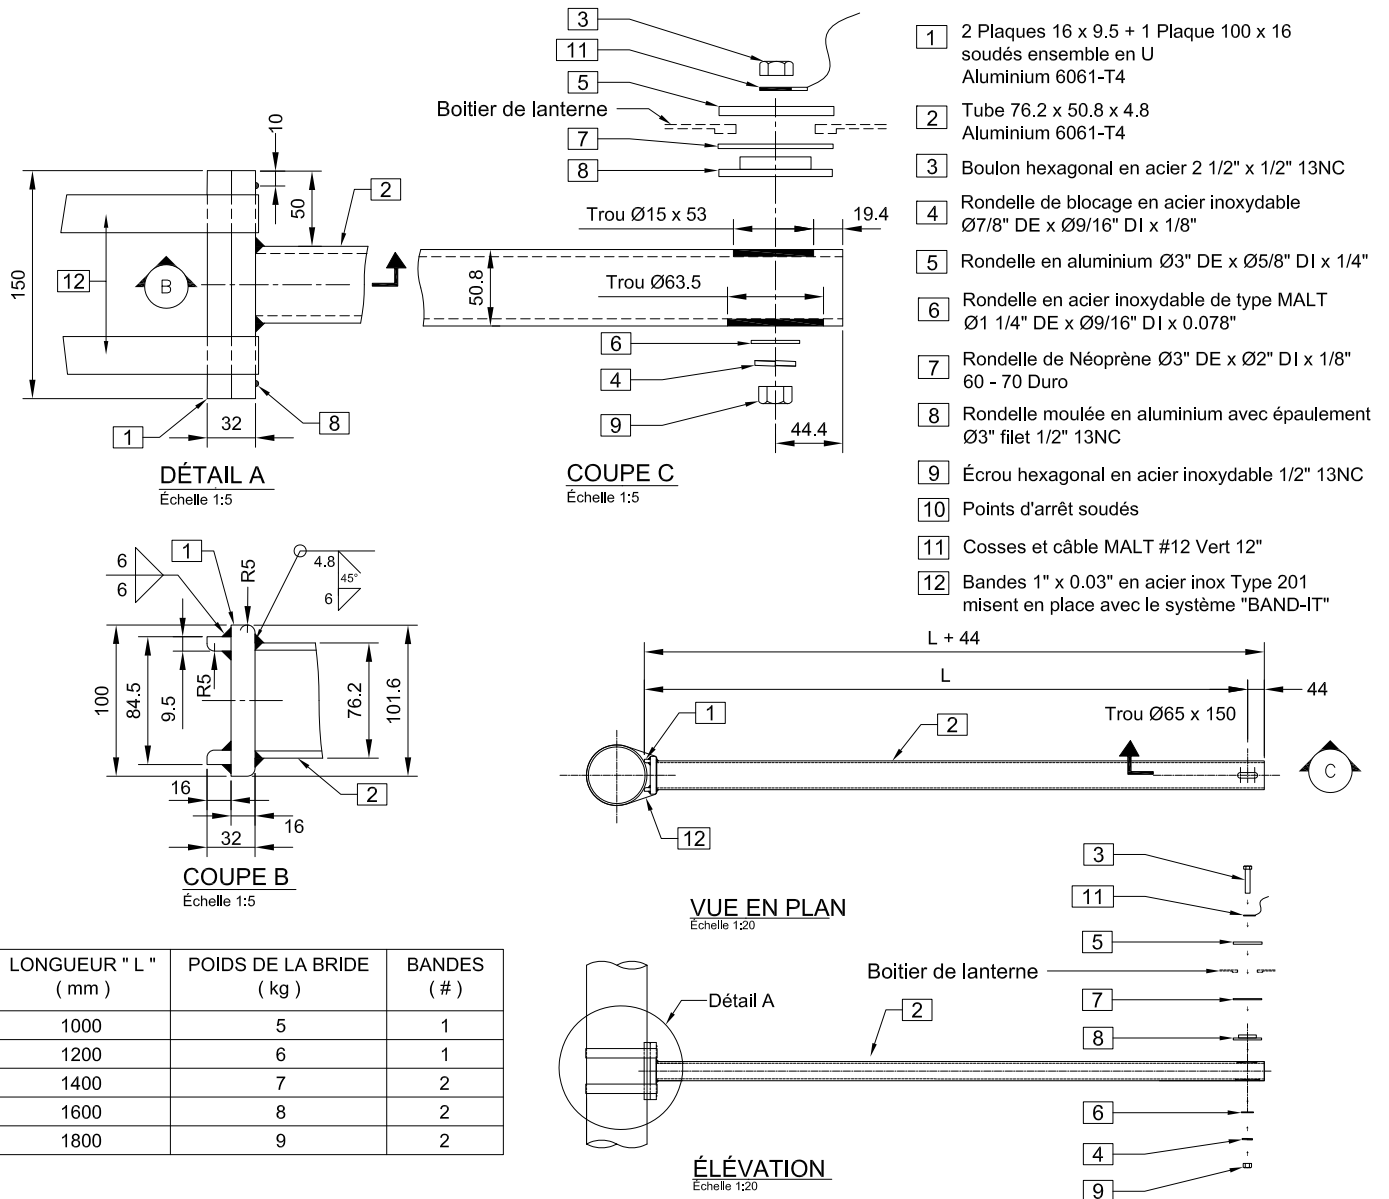 3
11
5
Boitier de lanterne
7
8
Trou Ø15 x 53
19.4
50.8
Trou Ø63.5
6
4
9
44.4
COUPE C
Échelle 1:5
10
50
2
150
12
B
1
32
8
DÉTAIL A
Échelle 1:5
1 2 Plaques 16 x 9.5 + 1 Plaque 100 x 16
soudés ensemble en U
Aluminium 6061-T4
2 Tube 76.2 x 50.8 x 4.8
Aluminium 6061-T4
3 Boulon hexagonal en acier 2 1/2" x 1/2" 13NC
4 Rondelle de blocage en acier inoxydable
Ø7/8" DE x Ø9/16" DI x 1/8"
5 Rondelle en aluminium Ø3" DE x Ø5/8" DI x 1/4"
6 Rondelle en acier inoxydable de type MALT
Ø1 1/4" DE x Ø9/16" DI x 0.078"
7 Rondelle de Néoprène Ø3" DE x Ø2" DI x 1/8"
60 - 70 Duro
8 Rondelle moulée en aluminium avec épaulement
Ø3" filet 1/2" 13NC
9 Écrou hexagonal en acier inoxydable 1/2" 13NC
10 Points d'arrêt soudés
11 Cosses et câble MALT #12 Vert 12"
12 Bandes 1" x 0.03" en acier inox Type 201
misent en place avec le système "BAND-IT"
6
6
1
R5
4.8
45°
6
100
84.5
9.5
R5
76.2
101.6
16
16
32
2
COUPE B
Échelle 1:5
L + 44
L
44
1
2
Trou Ø65 x 150
C
12
VUE EN PLAN
Échelle 1:20
3
11
5
Boitier de lanterne
7
Détail A
2
8
6
4
9
ÉLÉVATION
Échelle 1:20
LONGUEUR " L " POIDS DE LA BRIDE BANDES
( mm ) ( kg ) ( # )
1000 5 1
1200 6 1
1400 7 2
1600 8 2
1800 9 2